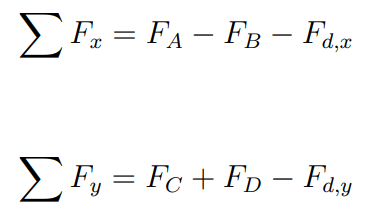 ∑ F_x = F_A − F_B − F_{d,x}
∑ F_y = F_C + F_D − F_{d,y}